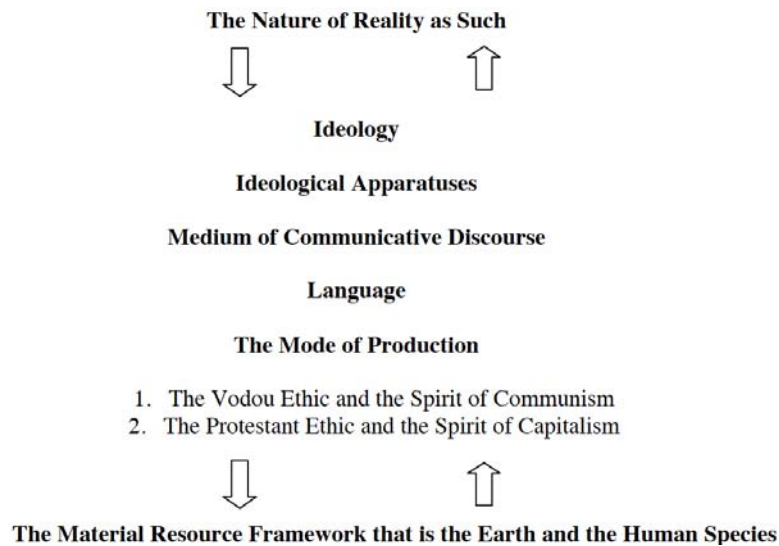 The Nature of Reality as Such
Ideology
Ideological Apparatuses
Medium of Communicative Discourse
Language
The Mode of Production
1. The Vodou Ethic and the Spirit of Communism
2. The Protestant Ethic and the Spirit of Capitalism
The Material Resource Framework that is the Earth and the Human Species